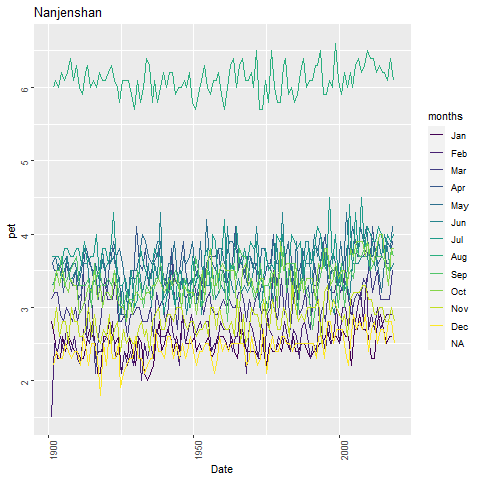 Nanjenshan
pet
6
5
4
3
2
1900
1950
2000
Date
months
Jan
Feb
Mar
Apr
May
Jun
Jul
Aug
Sep
Oct
Nov
Dec
NA